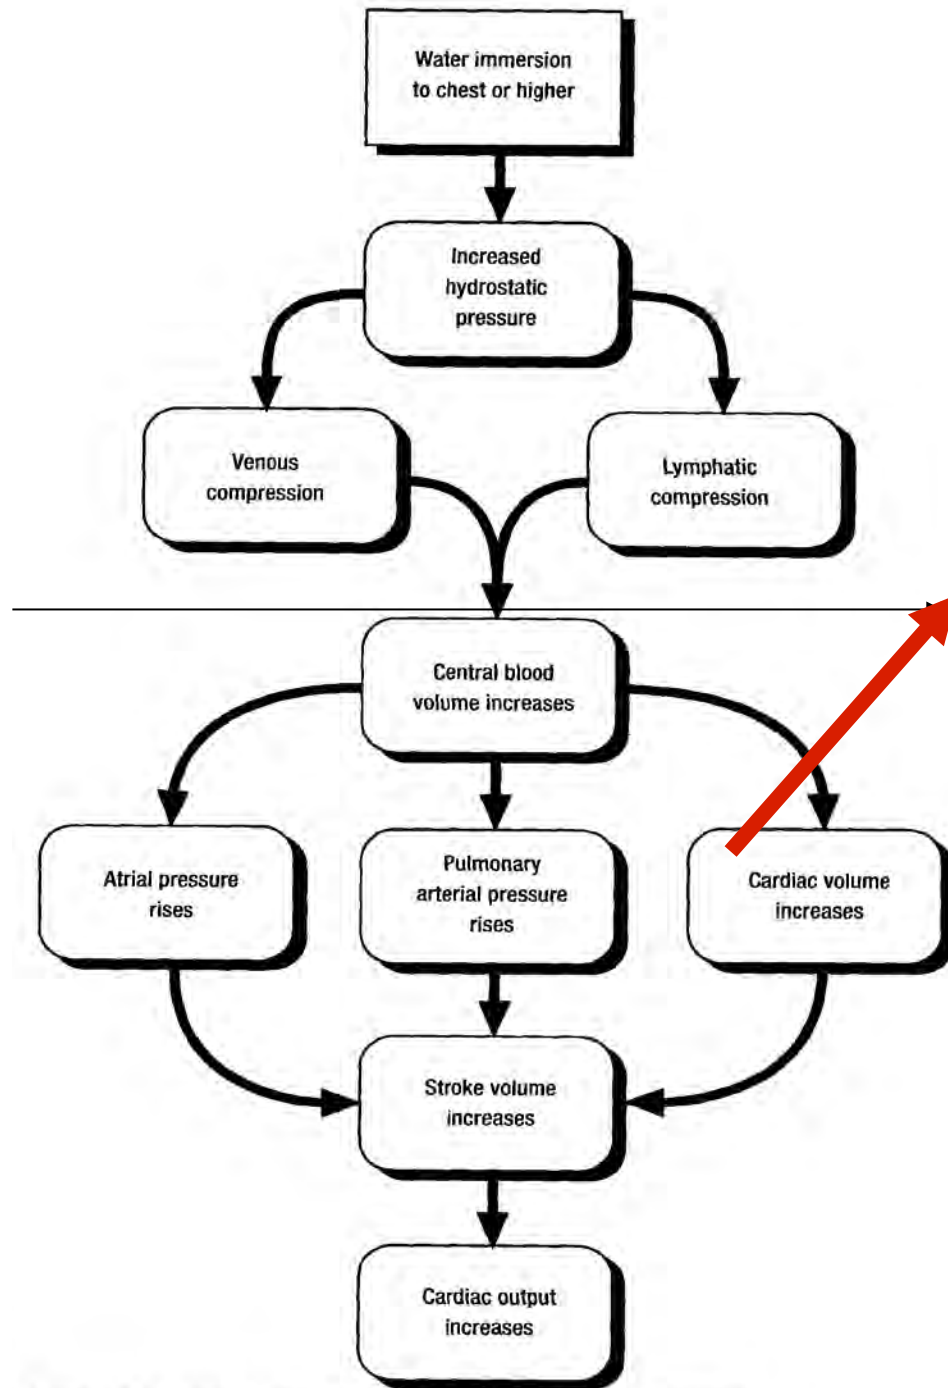 Water immersion
to chest or higher
Increased
hydrostatic
pressure
Venous
compression
Lymphatic
compression
Central blood
volume increases
Atrial pressure
rises
Pulmonary
arterial pressure
rises
Cardiac volume
increases
Stroke volume
increases
Cardiac output
increases